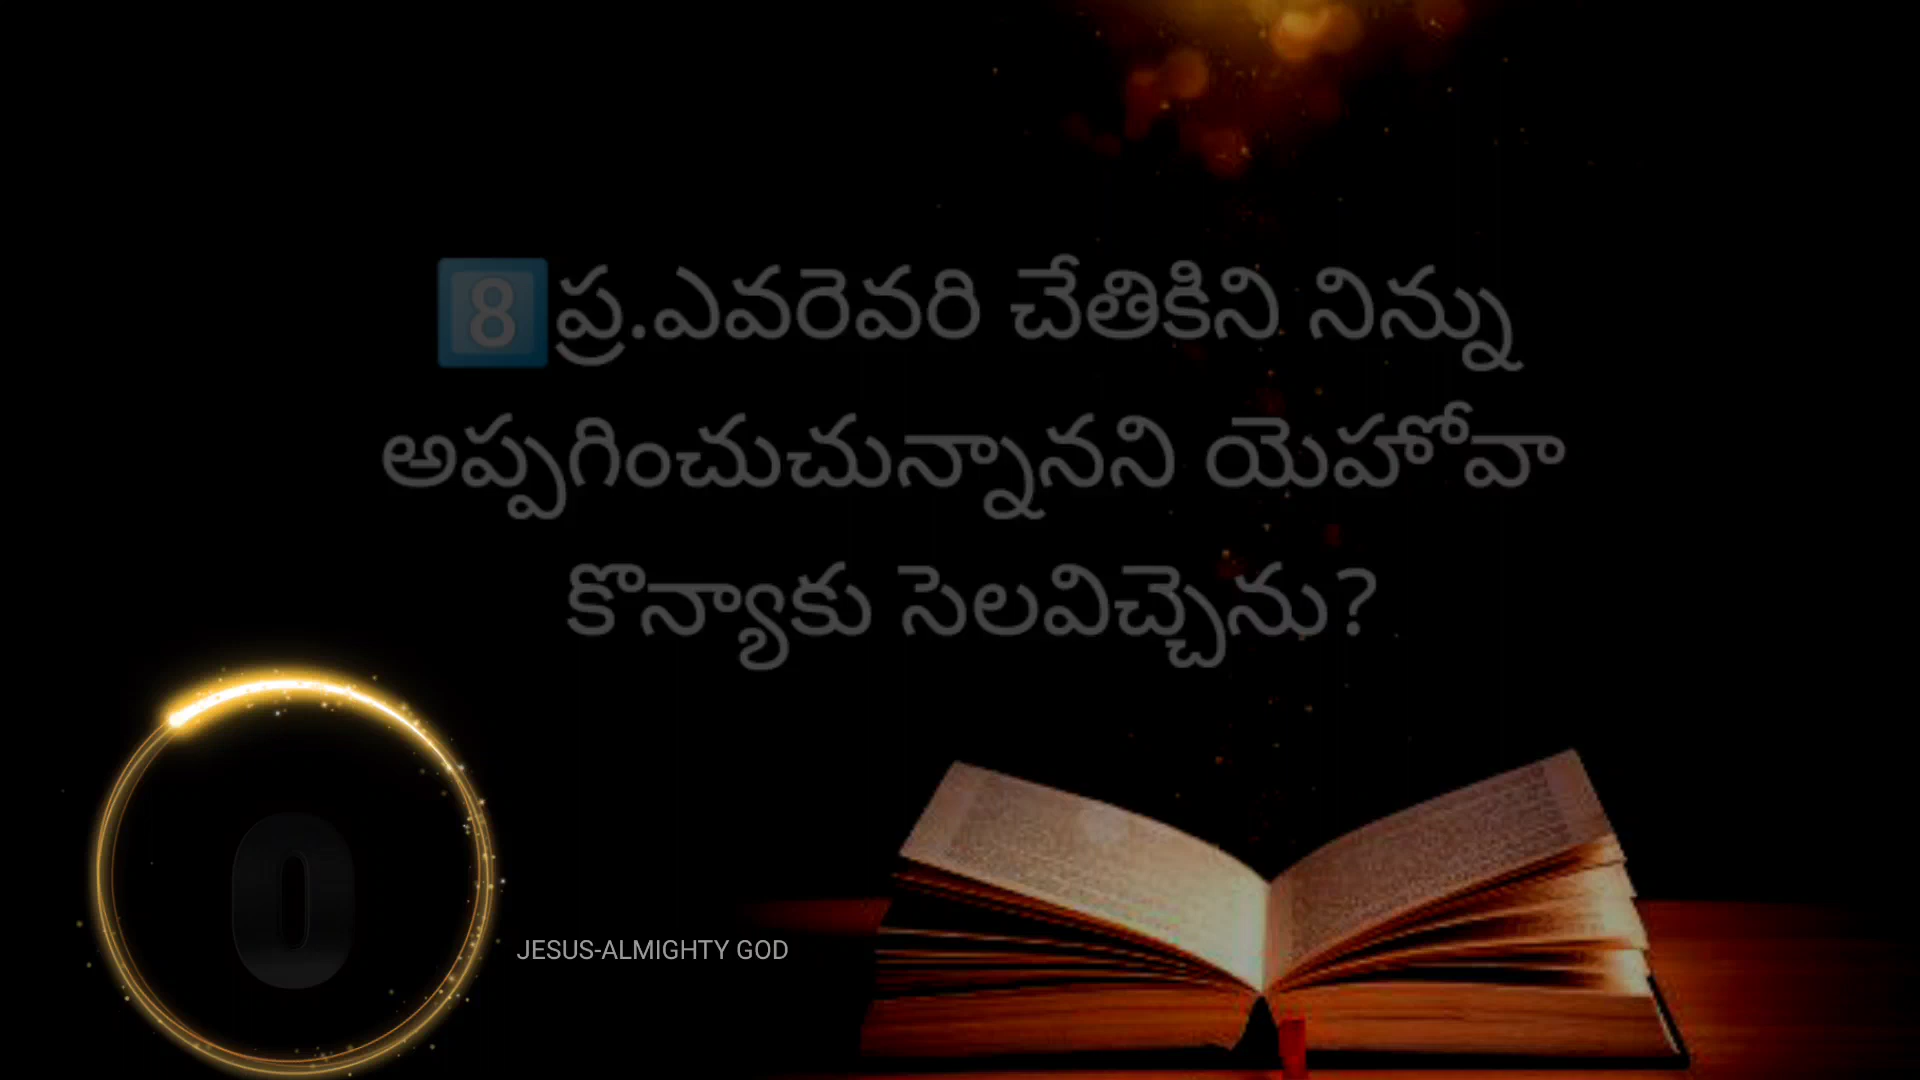 8️⃣ప్ర.ఎవరెవరి చేతికిని నిన్ను
అప్పగించుచున్నానని యెహోవా
కొన్యాకు సెలవిచ్చెను?
0
JESUS-ALMIGHTY GOD